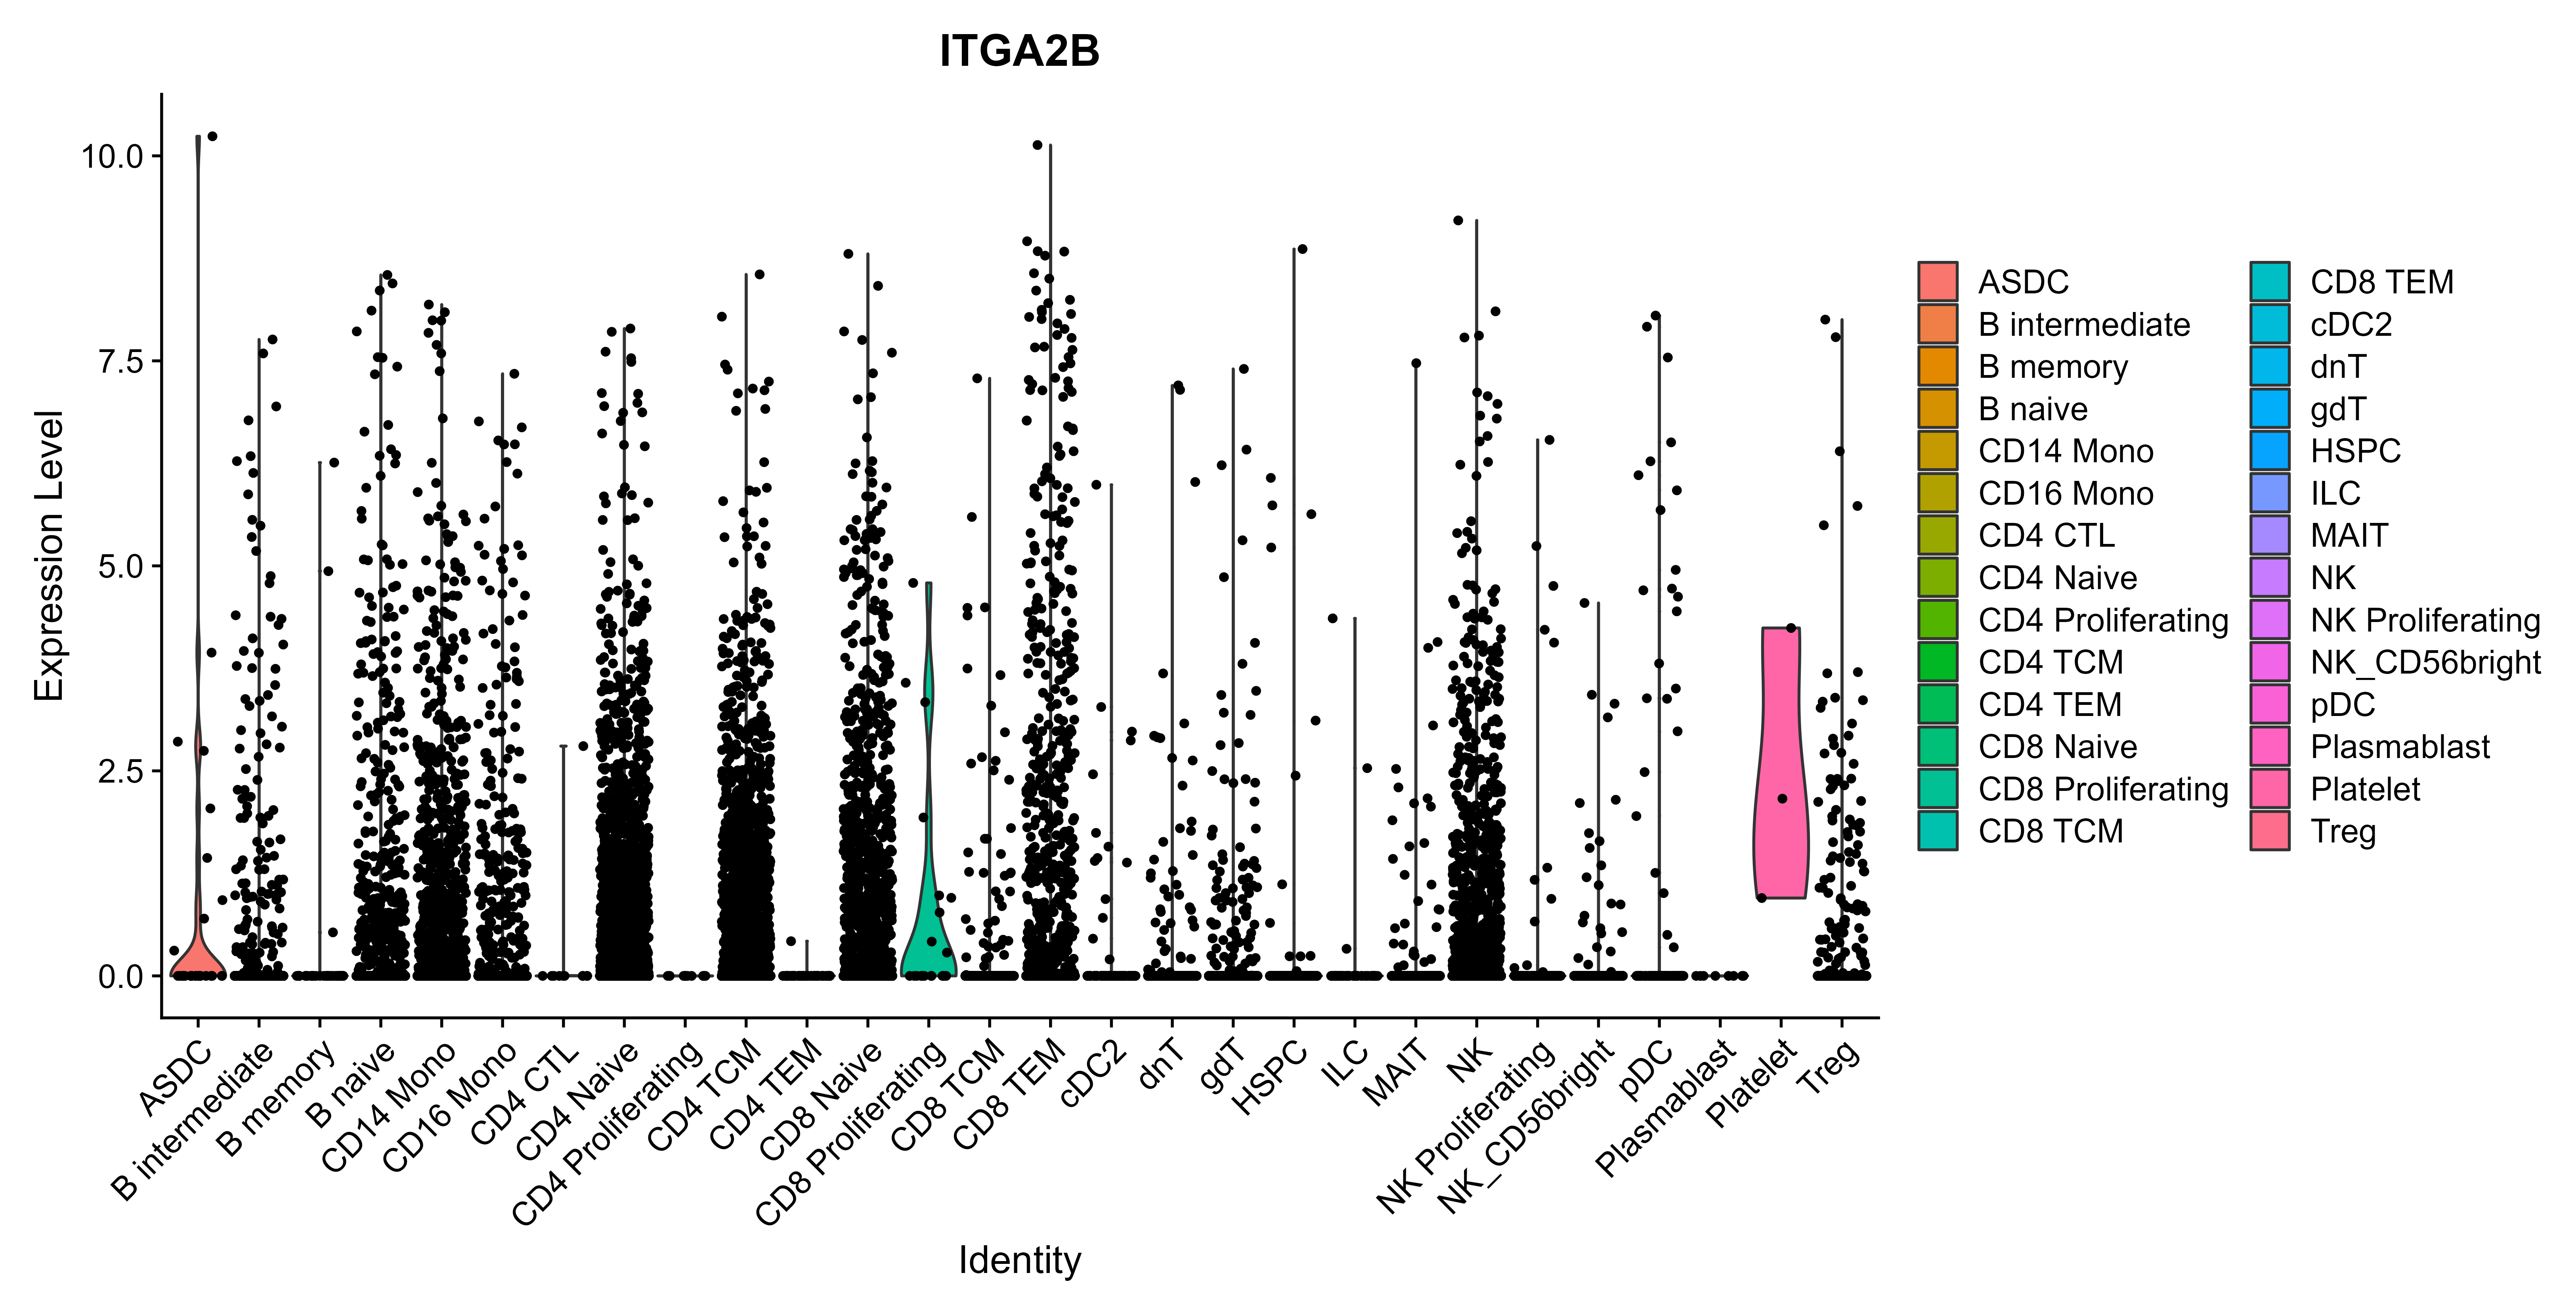 ITGA2B
Expression Level
10.0
7.5
5.0
2.5
0.0
ASDC
B intermediate
B memory
B naive
CD14 Mono
CD16 Mono
CD4 CTL
CD4 Naive
CD4 Proliferating
CD4 TCM
CD4 TEM
CD8 Naive
CD8 Proliferating
CD8 TCM
CD8 TEM
cDC2
dnT
gdT
HSPC
ILC
MAIT
NK
NK Proliferating
NK_CD56bright
pDC
Plasmablast
Platelet
Treg
Identity
ASDC
B intermediate
B memory
B naive
CD14 Mono
CD16 Mono
CD4 CTL
CD4 Naive
CD4 Proliferating
CD4 TCM
CD4 TEM
CD8 Naive
CD8 Proliferating
CD8 TCM
CD8 TEM
cDC2
dnT
gdT
HSPC
ILC
MAIT
NK
NK Proliferating
NK_CD56bright
pDC
Plasmablast
Platelet
Treg